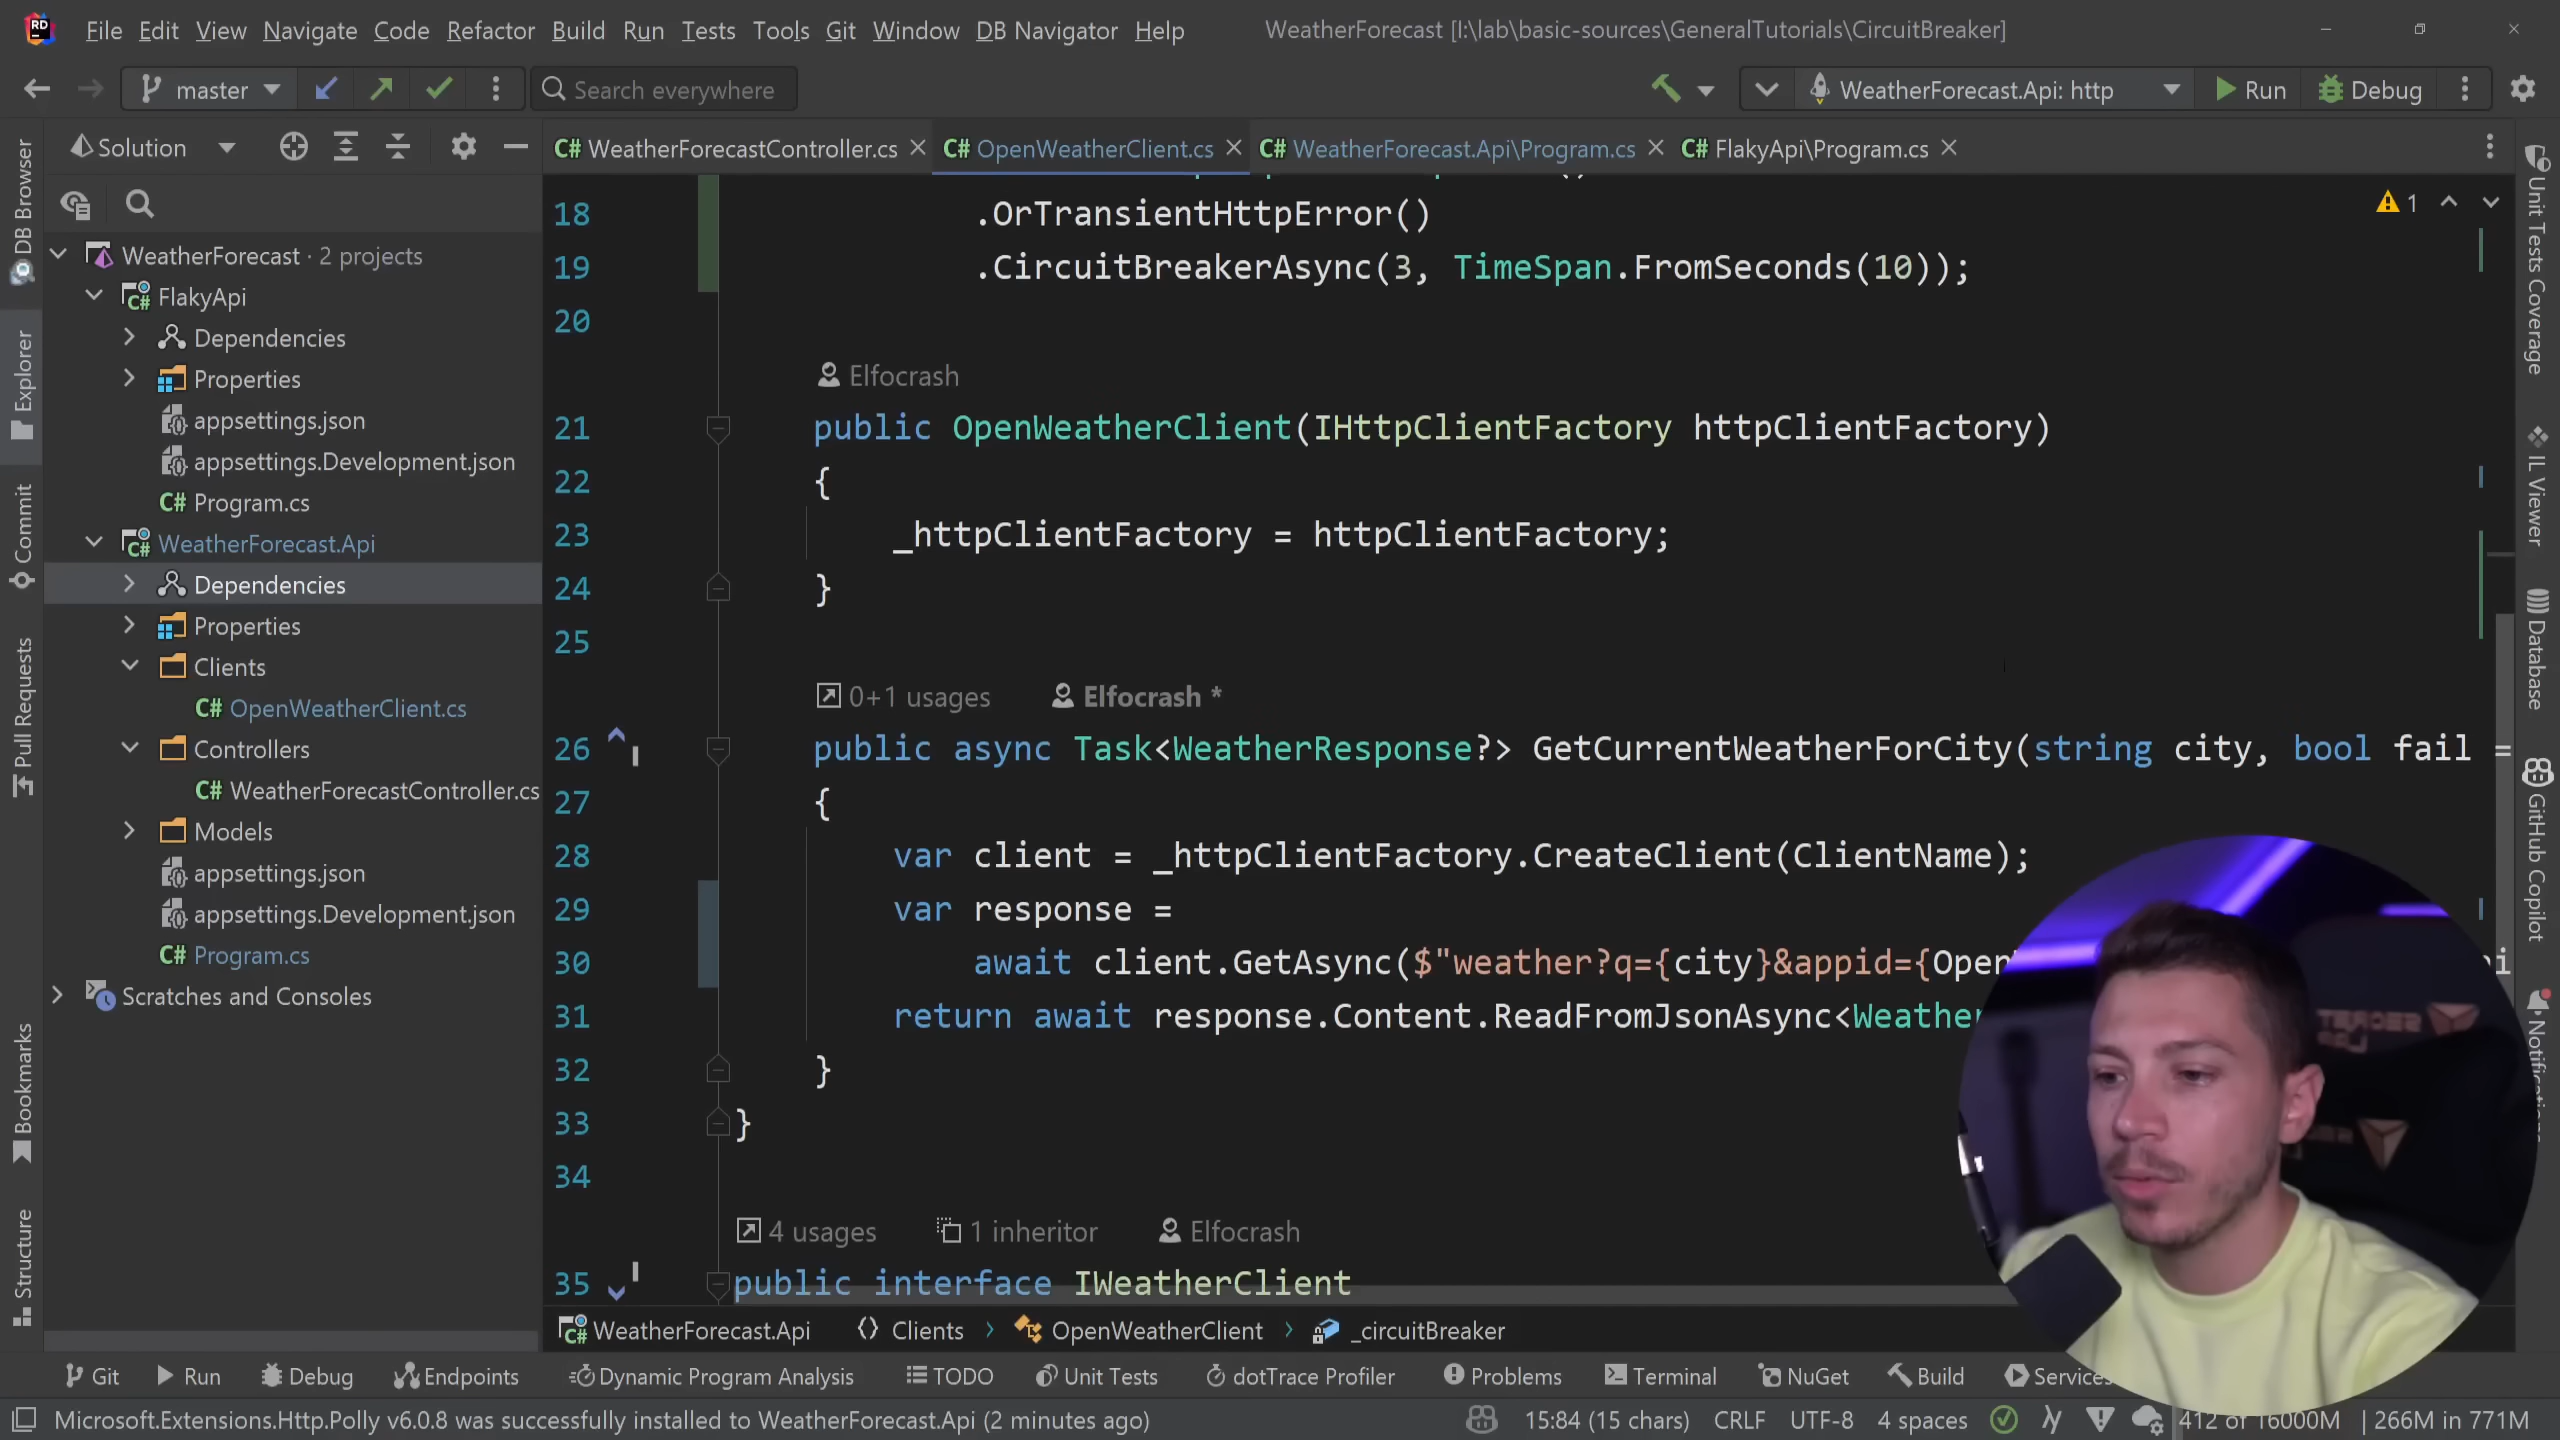 File Edit View Navigate Code Refactor Build Run Tests Tools Git Window DB Navigator Help
WeatherForecast [I:\lab\basic-sources\GeneralTutorials\CircuitBreaker]
master
Search everywhere
WeatherForecast.Api: http
Run
Debug
Solution
WeatherForecastController.cs
OpenWeatherClient.cs
WeatherForecast.Api\Program.cs
FlakyApi\Program.cs
DB Browser
Explorer
Commit
Pull Requests
Bookmarks
Structure
WeatherForecast · 2 projects
FlakyApi
Dependencies
Properties
appsettings.json
appsettings.Development.json
C# Program.cs
WeatherForecast.Api
Dependencies
Properties
Clients
C# OpenWeatherClient.cs
Controllers
C# WeatherForecastController.cs
Models
appsettings.json
appsettings.Development.json
C# Program.cs
Scratches and Consoles
18 .OrTransientHttpError()
19 .CircuitBreakerAsync(3, TimeSpan.FromSeconds(10));
20
Elfocrash
21 public OpenWeatherClient(IHttpClientFactory httpClientFactory)
22 {
23 _httpClientFactory = httpClientFactory;
24 }
25
0+1 usages Elfocrash *
26 public async Task<WeatherResponse?> GetCurrentWeatherForCity(string city, bool fail =
27 {
28 var client = _httpClientFactory.CreateClient(ClientName);
29 var response =
30 await client.GetAsync($"weather?q={city}&appid={Open
31 return await response.Content.ReadFromJsonAsync<Weather
32 }
33 }
34
4 usages 1 inheritor Elfocrash
35 public interface IWeatherClient
1
Unit Tests Coverage
IL Viewer
Database
GitHub Copilot
Notifications
WeatherForecast.Api Clients OpenWeatherClient _circuitBreaker
Git Run Debug Endpoints Dynamic Program Analysis TODO Unit Tests dotTrace Profiler Problems Terminal NuGet Build Services
Microsoft.Extensions.Http.Polly v6.0.8 was successfully installed to WeatherForecast.Api (2 minutes ago)
15:84 (15 chars) CRLF UTF-8 4 spaces 412 of 16000M 266M in 771M